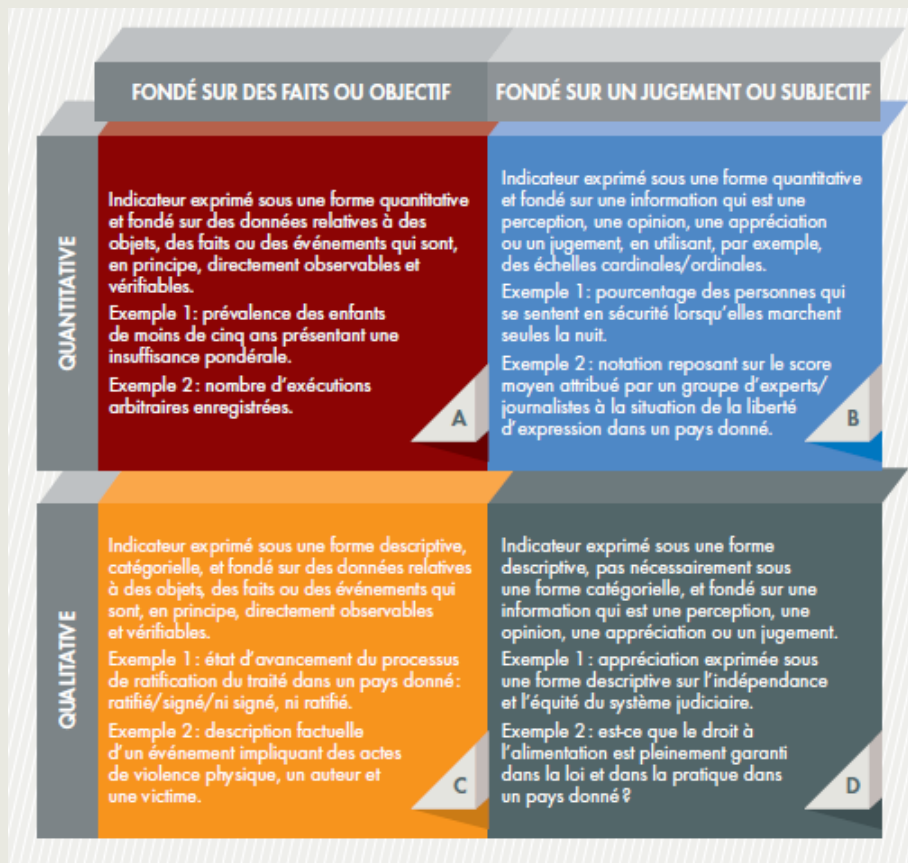 FONDÉ SUR DES FAITS OU OBJECTIF
FONDÉ SUR UN JUGEMENT OU SUBJECTIF
QUANTITATIVE
Indicateur exprimé sous une forme quantitative
et fondé sur des données relatives à des
objets, des faits ou des événements qui sont,
en principe, directement observables et
vérifiables.
Exemple 1: prévalence des enfants
de moins de cinq ans présentant une
insuffisance pondérale.
Exemple 2 : nombre d’exécutions
arbitraires enregistrées.
A
Indicateur exprimé sous une forme quantitative
et fondé sur une information qui est une
perception, une opinion, une appréciation
ou un jugement, en utilisant, par exemple,
des échelles cardinales/ordinales.
Exemple 1: pourcentage des personnes qui
se sentent en sécurité lorsqu’elles marchent
seules la nuit.
Exemple 2 : notation reposant sur le score
moyen attribué par un groupe d’experts/
journalistes à la situation de la liberté
d’expression dans un pays donné.
B
QUALITATIVE
Indicateur exprimé sous une forme descriptive,
catégorielle, et fondé sur des données relatives
à des objets, des faits ou des événements qui
sont, en principe, directement observables
et vérifiables.
Exemple 1 : état d’avancement du processus
de ratification du traité dans un pays donné :
ratifié/signé/ni signé, ni ratifié.
Exemple 2 : description factuelle
d’un événement impliquant des actes
de violence physique, un auteur et
une victime.
C
Indicateur exprimé sous une forme
descriptive, pas nécessairement sous
une forme catégorielle, et fondé sur une
information qui est une perception, une
opinion, une appréciation ou un jugement.
Exemple 1 : appréciation exprimée sous
une forme descriptive sur l’indépendance
et l’équité du système judiciaire.
Exemple 2 : est-ce que le droit à
l’alimentation est pleinement garanti
dans la loi et dans la pratique dans
un pays donné ?
D